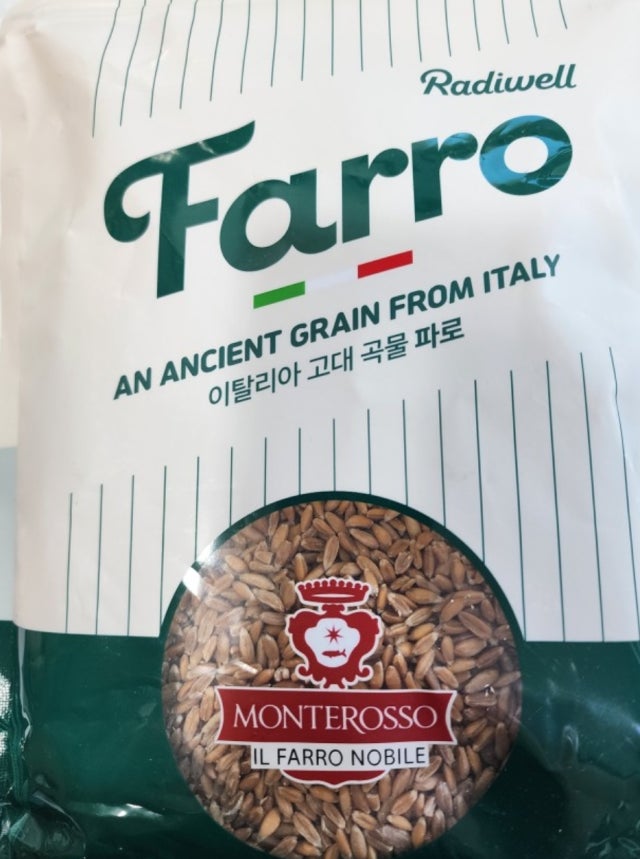 Radiwell
Farro
AN ANCIENT GRAIN FROM ITALY
이탈리아 고대 곡물 파로
MONTEROSSO
IL FARRO NOBILE